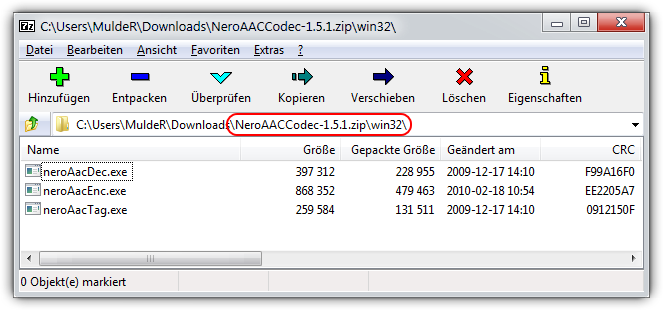 7z C:\Users\MuldeR\Downloads\NeroAACCodec-1.5.1.zip\win32\
Datei Bearbeiten Ansicht Favoriten Extras ?
Hinzufügen Entpacken Überprüfen Kopieren Verschieben Löschen Eigenschaften
C:\Users\MuldeR\Downloads\NeroAACCodec-1.5.1.zip\win32\
Name Größe Gepackte Größe Geändert am CRC
neroAacDec.exe 397 312 228 955 2009-12-17 14:10 F99A16F0
neroAacEnc.exe 868 352 479 463 2010-02-18 10:54 EE2205A7
neroAacTag.exe 259 584 131 511 2009-12-17 14:10 0912150F
0 Objekt(e) markiert